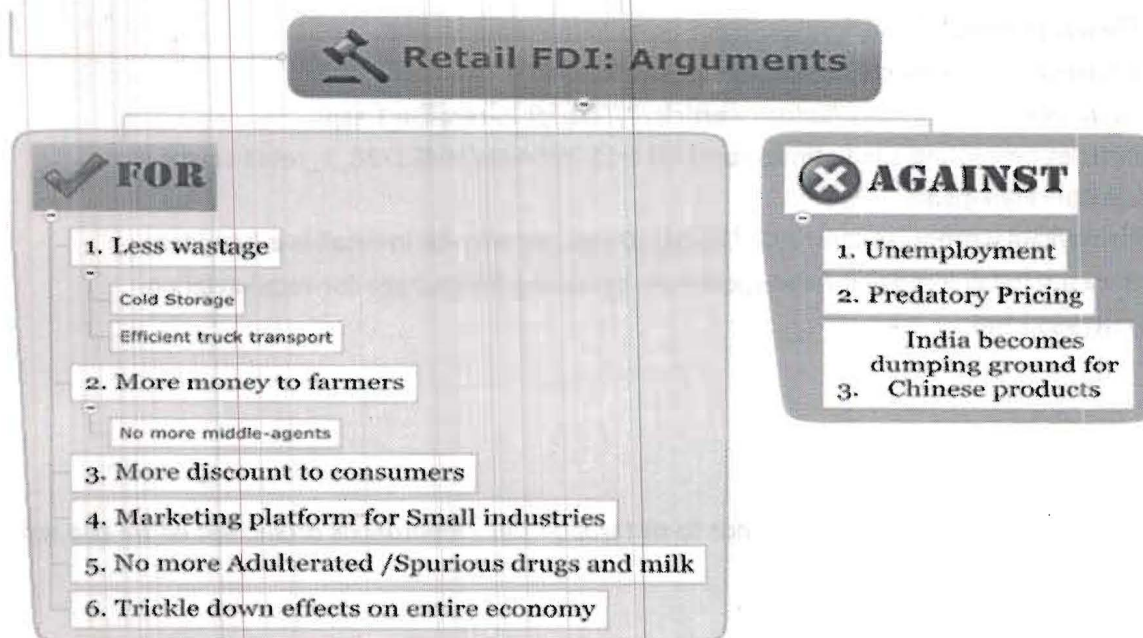 Retail FDI: Arguments
FOR
1. Less wastage
Cold Storage
Efficient truck transport
2. More money to farmers
No more middle-agents
3. More discount to consumers
4. Marketing platform for Small industries
5. No more Adulterated /Spurious drugs and milk
6. Trickle down effects on entire economy
AGAINST
1. Unemployment
2. Predatory Pricing
India becomes
dumping ground for
3. Chinese products